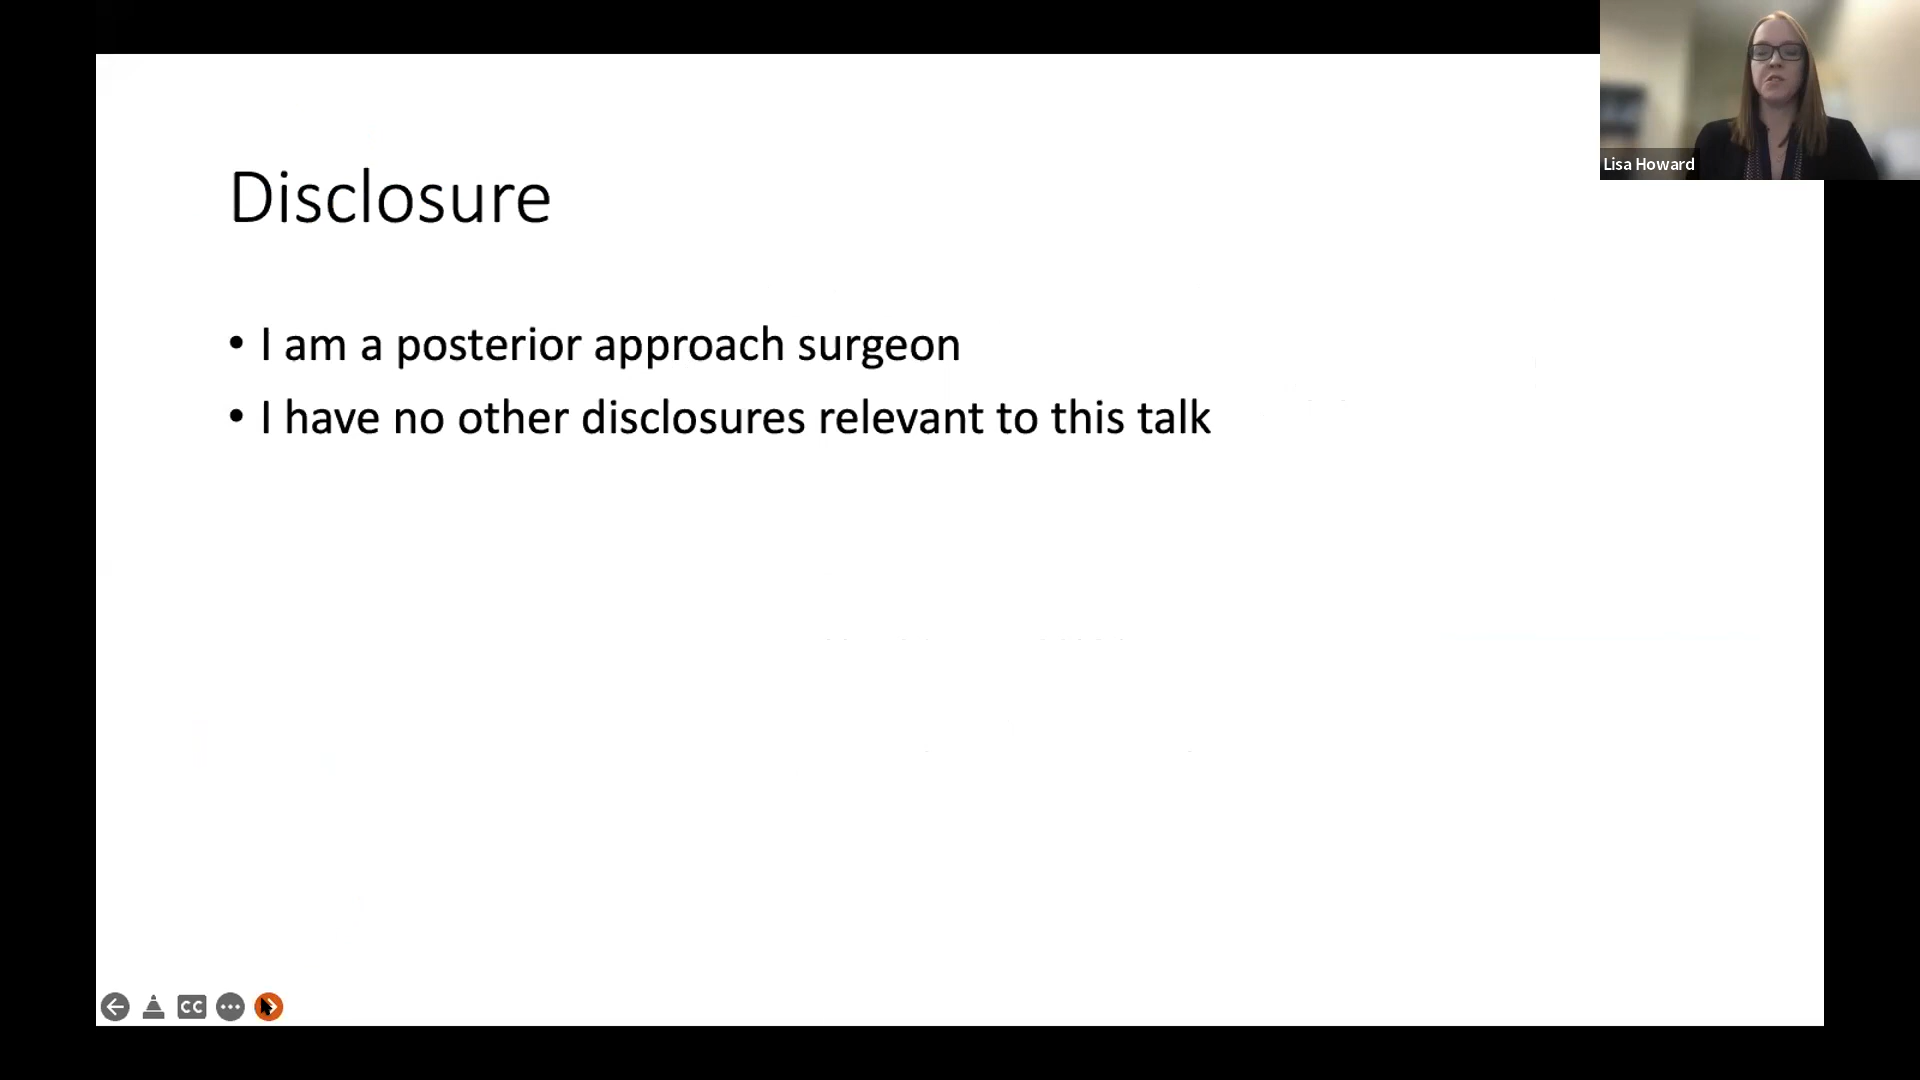 Lisa Howard
Disclosure
• I am a posterior approach surgeon
• I have no other disclosures relevant to this talk
CC